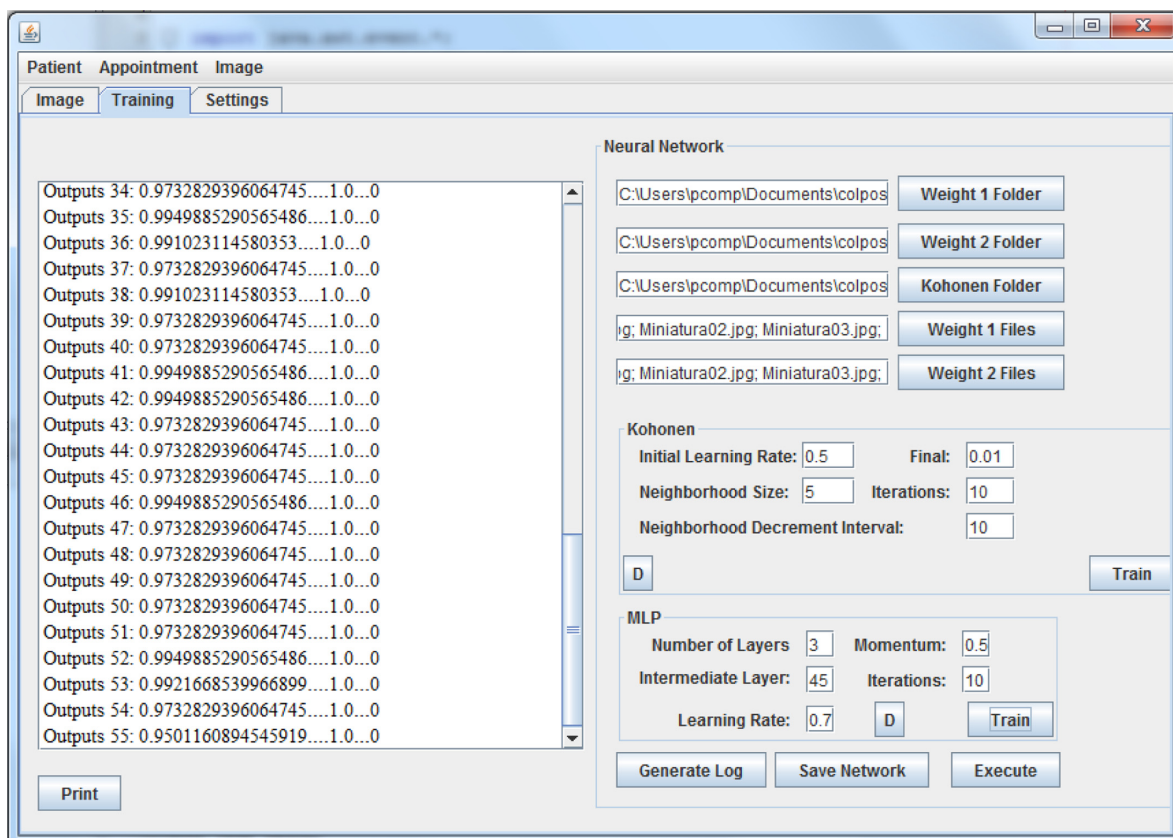 import java.awt.event.*;
Patient Appointment Image
Image Training Settings
Outputs 34: 0.9732829396064745....1.0...0
Outputs 35: 0.9949885290565486....1.0...0
Outputs 36: 0.991023114580353....1.0...0
Outputs 37: 0.9732829396064745....1.0...0
Outputs 38: 0.991023114580353....1.0...0
Outputs 39: 0.9732829396064745....1.0...0
Outputs 40: 0.9732829396064745....1.0...0
Outputs 41: 0.9949885290565486....1.0...0
Outputs 42: 0.9949885290565486....1.0...0
Outputs 43: 0.9732829396064745....1.0...0
Outputs 44: 0.9732829396064745....1.0...0
Outputs 45: 0.9732829396064745....1.0...0
Outputs 46: 0.9949885290565486....1.0...0
Outputs 47: 0.9732829396064745....1.0...0
Outputs 48: 0.9732829396064745....1.0...0
Outputs 49: 0.9732829396064745....1.0...0
Outputs 50: 0.9732829396064745....1.0...0
Outputs 51: 0.9732829396064745....1.0...0
Outputs 52: 0.9949885290565486....1.0...0
Outputs 53: 0.9921668539966899....1.0...0
Outputs 54: 0.9732829396064745....1.0...0
Outputs 55: 0.9501160894545919....1.0...0
Print
Neural Network
C:\Users\pcomp\Documents\colpos Weight 1 Folder
C:\Users\pcomp\Documents\colpos Weight 2 Folder
C:\Users\pcomp\Documents\colpos Kohonen Folder
pg; Miniatura02.jpg; Miniatura03.jpg; Weight 1 Files
pg; Miniatura02.jpg; Miniatura03.jpg; Weight 2 Files
Kohonen
Initial Learning Rate: 0.5 Final: 0.01
Neighborhood Size: 5 Iterations: 10
Neighborhood Decrement Interval: 10
D Train
MLP
Number of Layers 3 Momentum: 0.5
Intermediate Layer: 45 Iterations: 10
Learning Rate: 0.7 D Train
Generate Log Save Network Execute